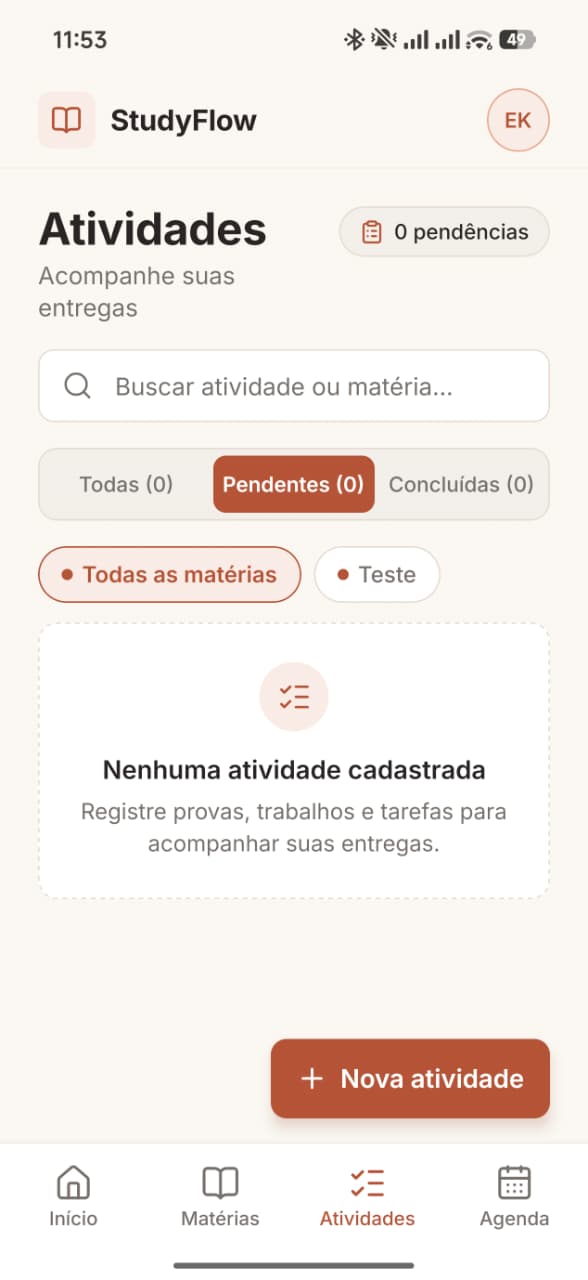 11:53
49
StudyFlow
EK
Atividades
0 pendências
Acompanhe suas
entregas
Buscar atividade ou matéria...
Todas (0)
Pendentes (0)
Concluídas (0)
Todas as matérias
Teste
Nenhuma atividade cadastrada
Registre provas, trabalhos e tarefas para
acompanhar suas entregas.
+ Nova atividade
Início
Matérias
Atividades
Agenda